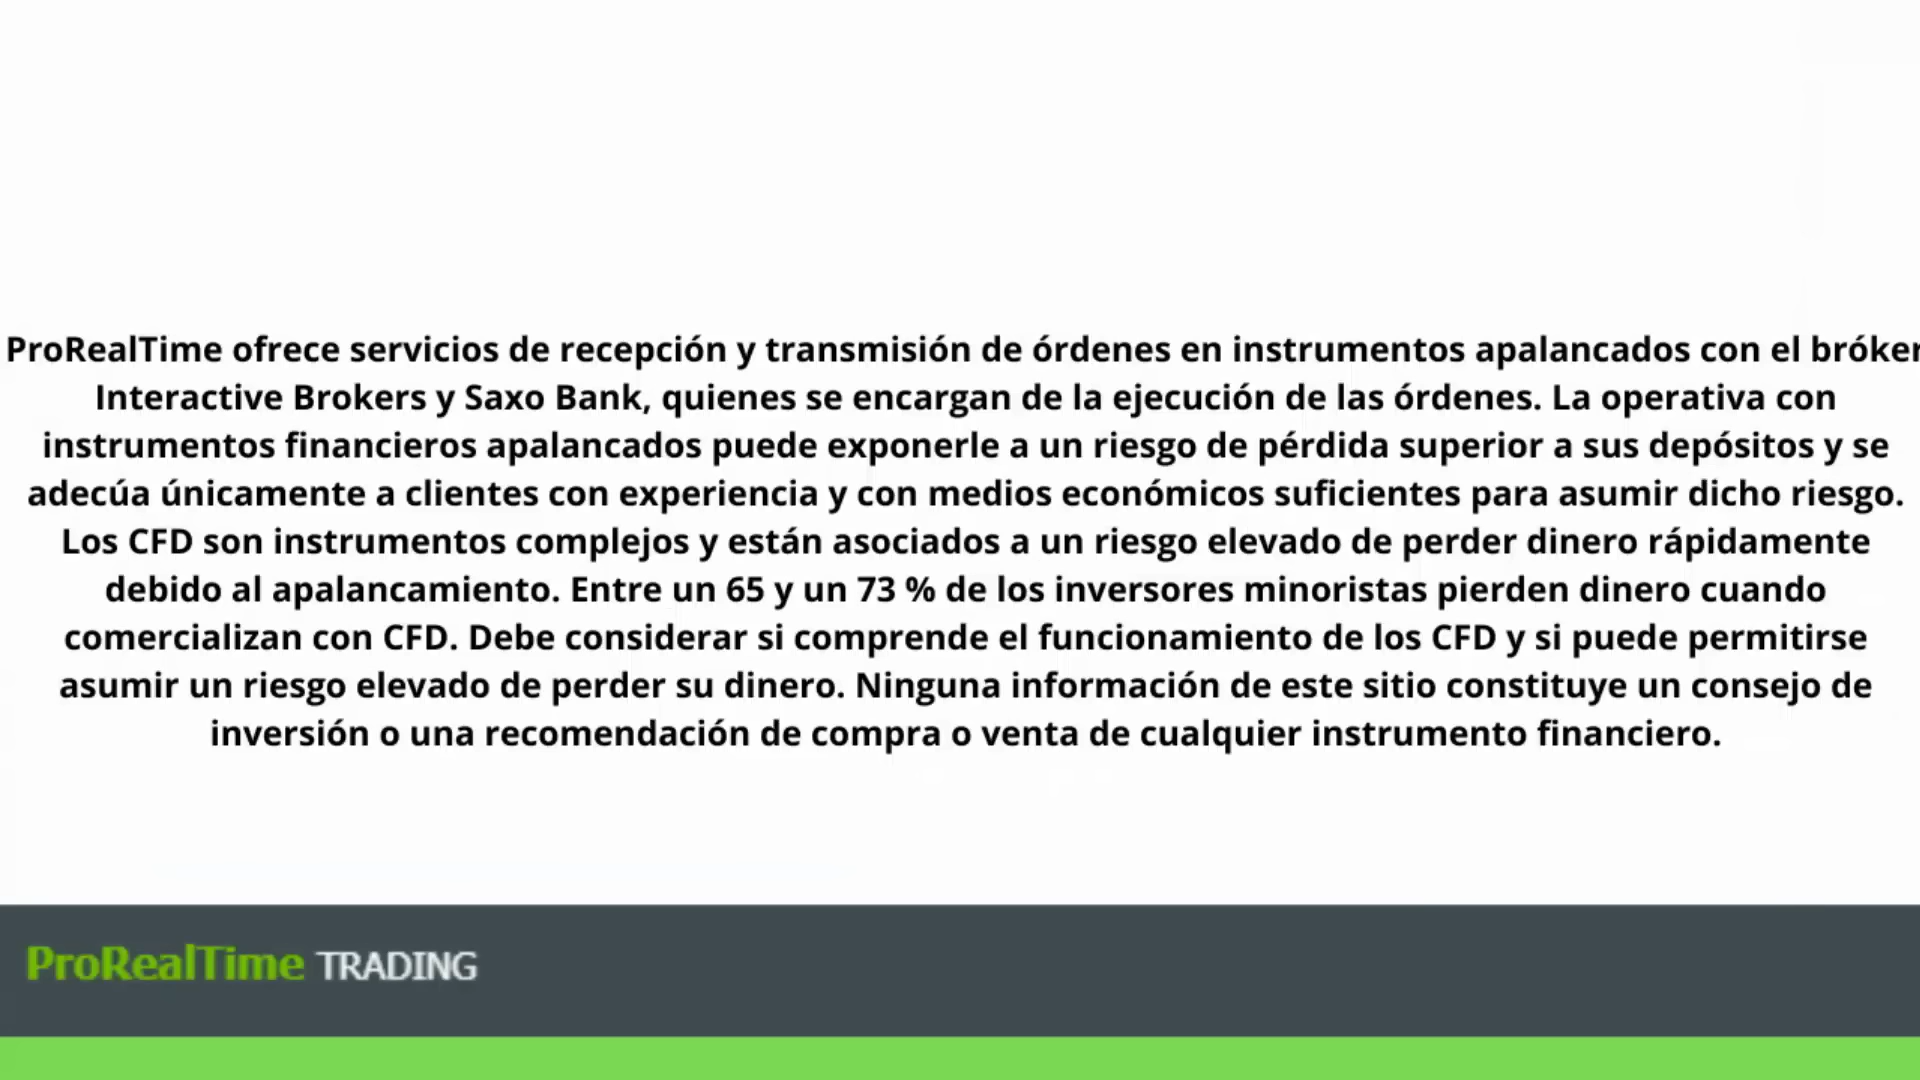 ProRealTime ofrece servicios de recepción y transmisión de órdenes en instrumentos apalancados con el bróker
Interactive Brokers y Saxo Bank, quienes se encargan de la ejecución de las órdenes. La operativa con
instrumentos financieros apalancados puede exponerle a un riesgo de pérdida superior a sus depósitos y se
adecúa únicamente a clientes con experiencia y con medios económicos suficientes para asumir dicho riesgo.
Los CFD son instrumentos complejos y están asociados a un riesgo elevado de perder dinero rápidamente
debido al apalancamiento. Entre un 65 y un 73 % de los inversores minoristas pierden dinero cuando
comercializan con CFD. Debe considerar si comprende el funcionamiento de los CFD y si puede permitirse
asumir un riesgo elevado de perder su dinero. Ninguna información de este sitio constituye un consejo de
inversión o una recomendación de compra o venta de cualquier instrumento financiero.
ProRealTime TRADING